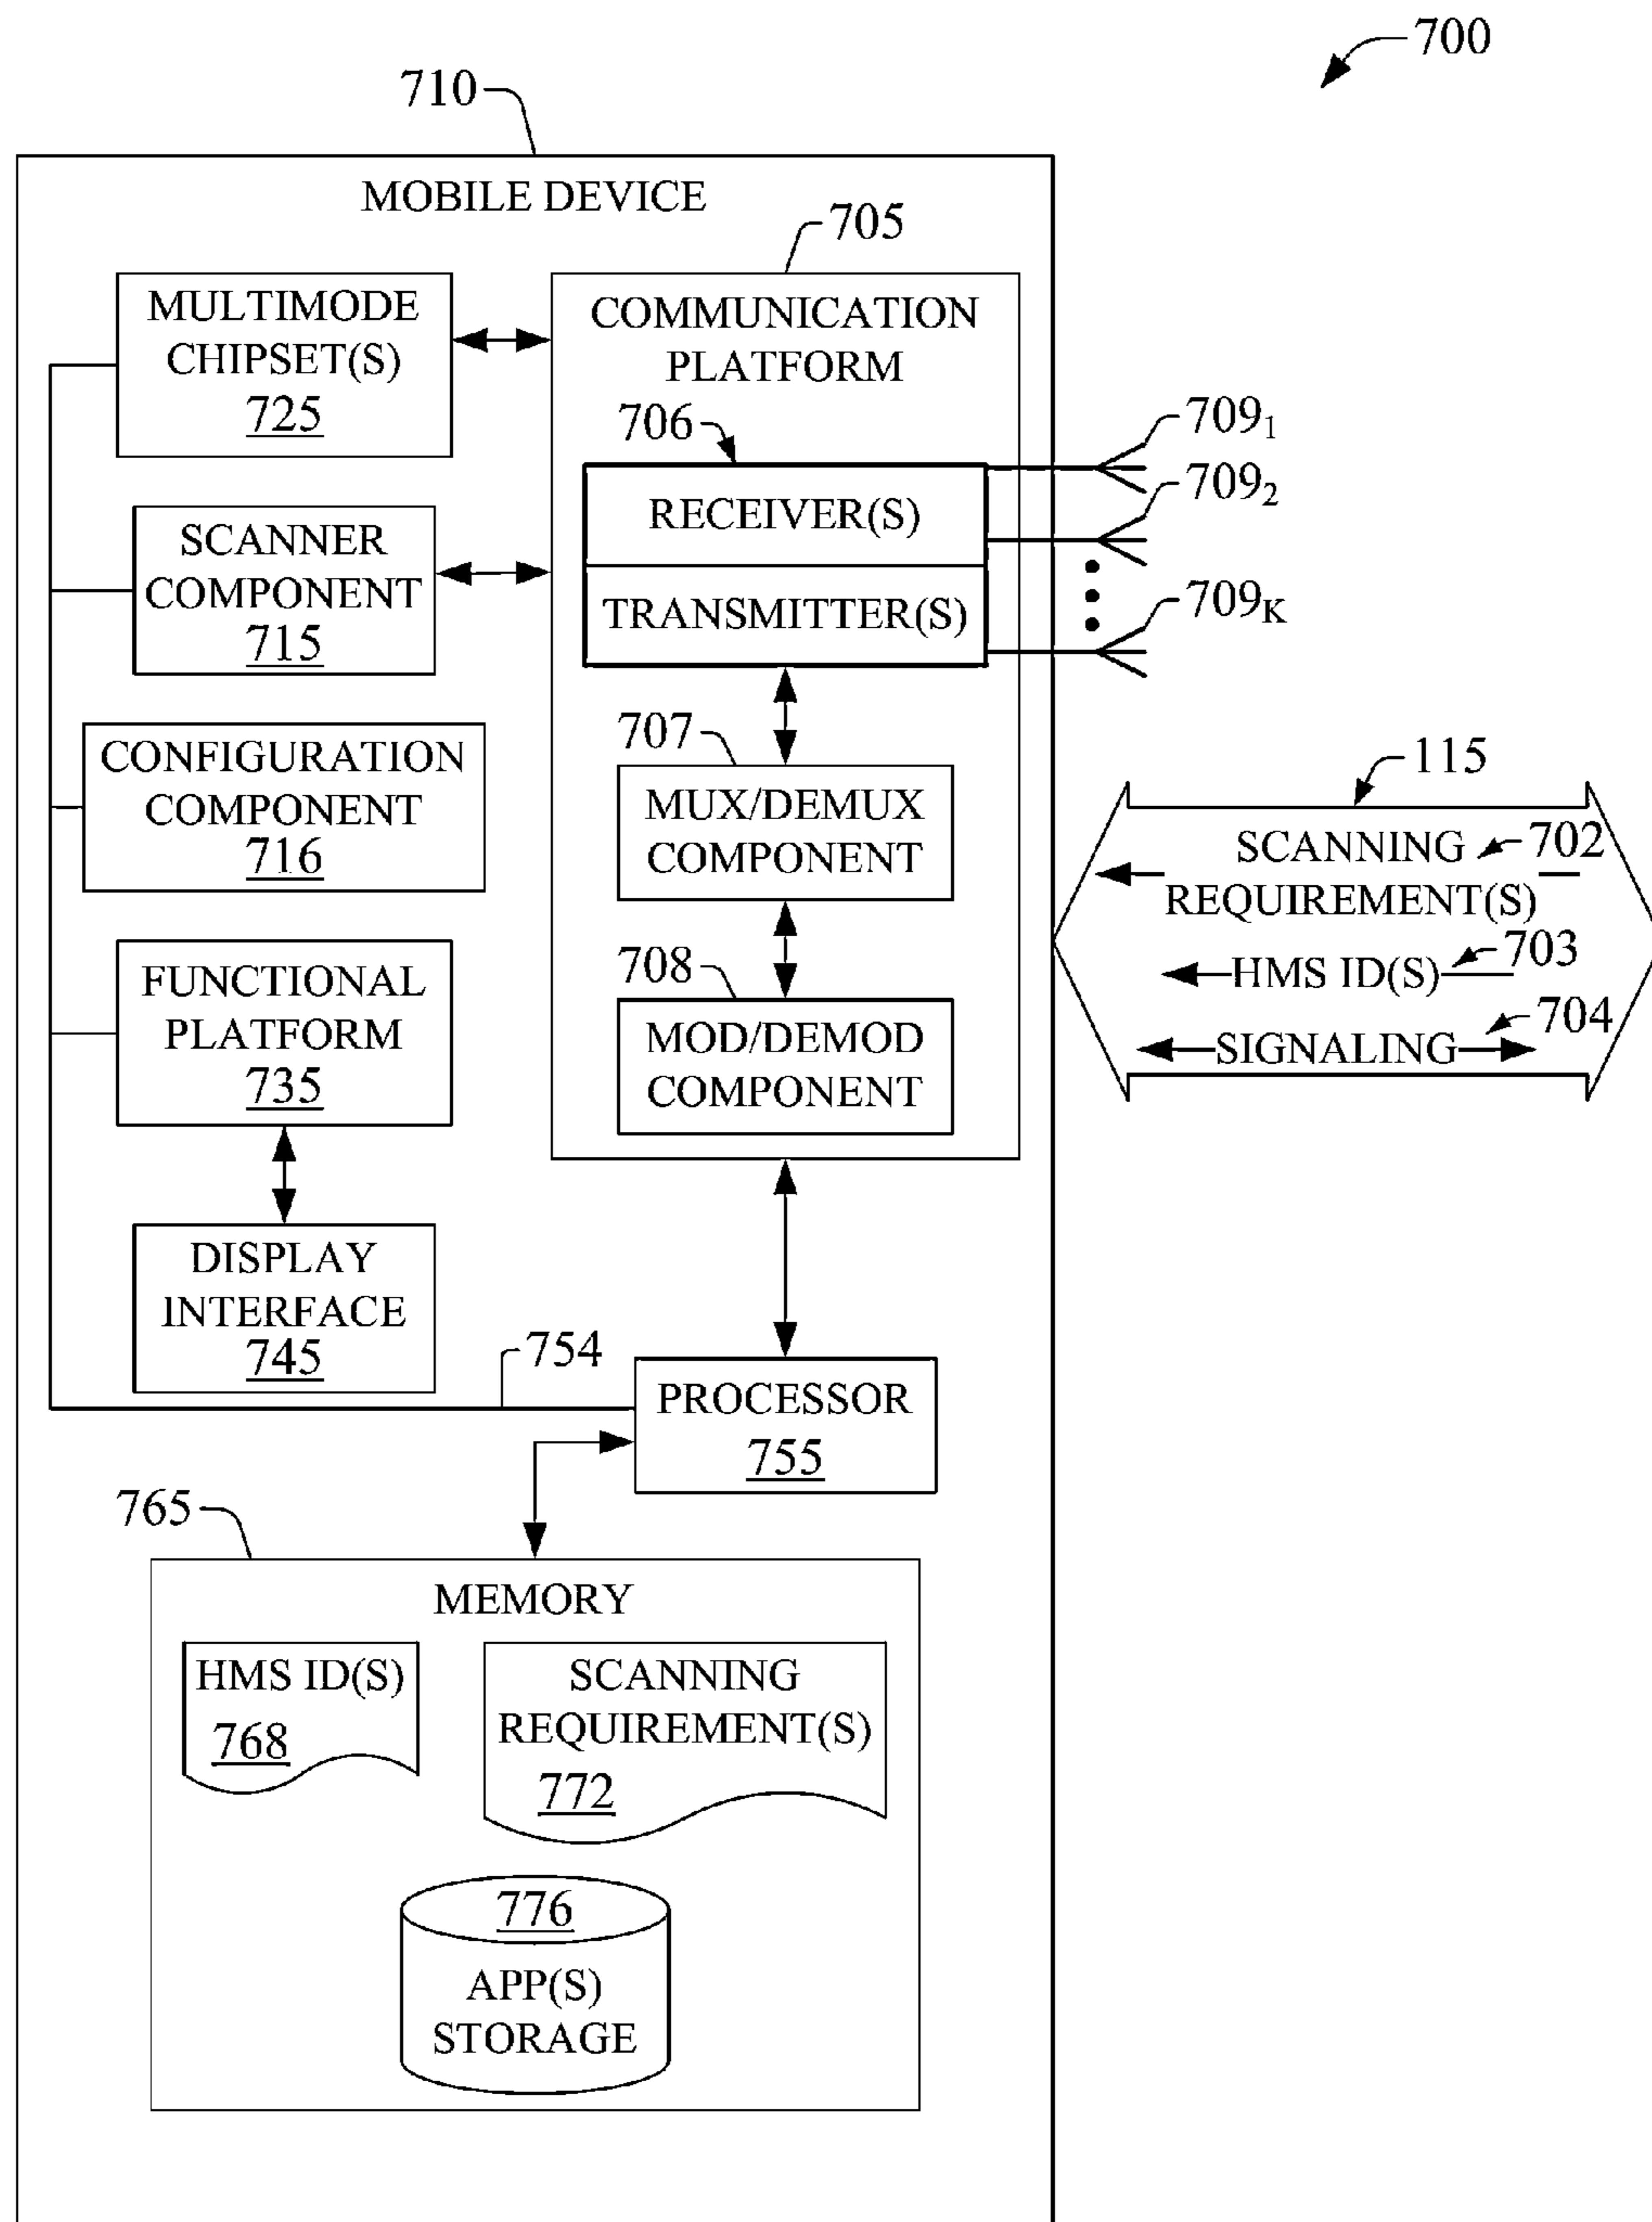 700
710
MOBILE DEVICE
705
MULTIMODE
CHIPSET(S)
725
COMMUNICATION
PLATFORM
706
RECEIVER(S)
TRANSMITTER(S)
709₁
709₂
709K
SCANNER
COMPONENT
715
CONFIGURATION
COMPONENT
716
707
MUX/DEMUX
COMPONENT
708
MOD/DEMOD
COMPONENT
115
SCANNING 702
REQUIREMENT(S)
HMS ID(S) 703
SIGNALING 704
FUNCTIONAL
PLATFORM
735
DISPLAY
INTERFACE
745
754
PROCESSOR
755
765
MEMORY
HMS ID(S)
768
SCANNING
REQUIREMENT(S)
772
776
APP(S)
STORAGE